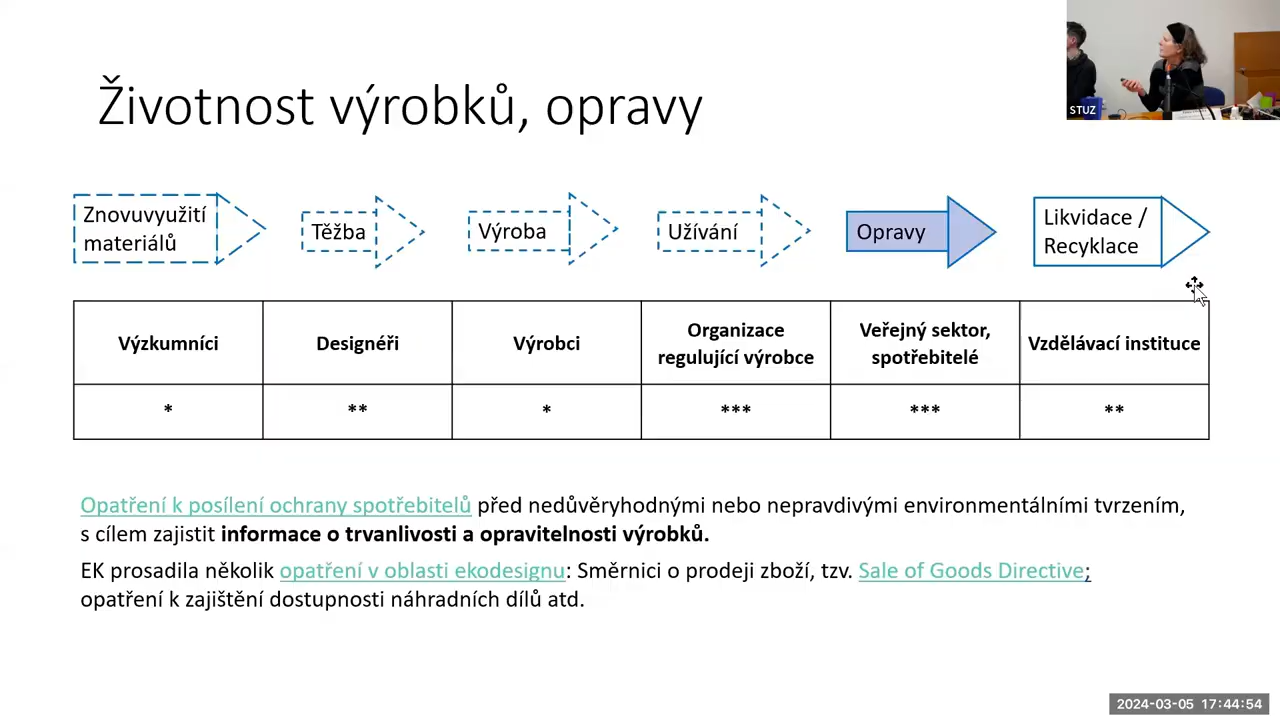 STUZ
Životnost výrobků, opravy
Znovuvyužití
materiálů
Těžba
Výroba
Užívání
Opravy
Likvidace /
Recyklace
Výzkumníci
Designéři
Výrobci
Organizace
regulující výrobce
Veřejný sektor,
spotřebitelé
Vzdělávací instituce
*
**
*
***
***
**
Opatření k posílení ochrany spotřebitelů před nedůvěryhodnými nebo nepravdivými environmentálními tvrzením,
s cílem zajistit informace o trvanlivosti a opravitelnosti výrobků.
EK prosadila několik opatření v oblasti ekodesignu: Směrnici o prodeji zboží, tzv. Sale of Goods Directive;
opatření k zajištění dostupnosti náhradních dílů atd.
2024-03-05 17:44:54